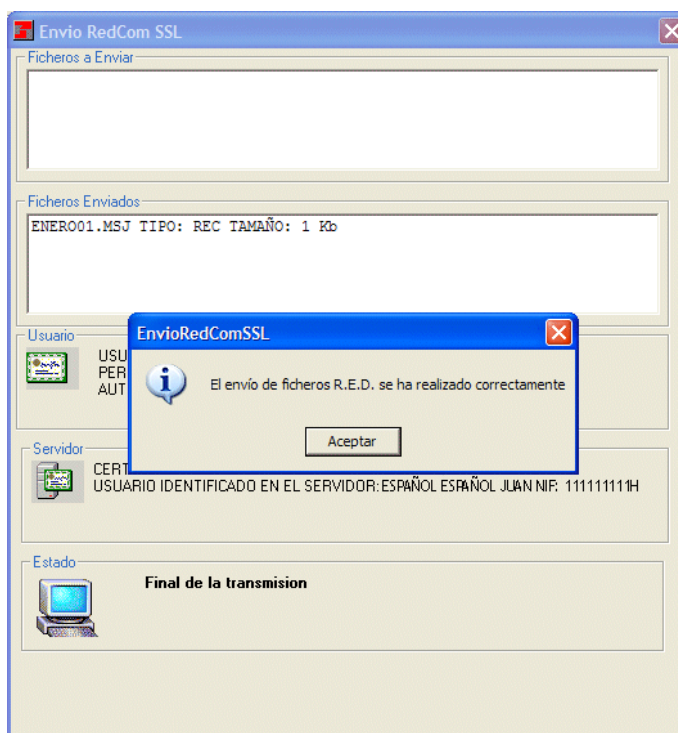 Envio RedCom SSL
Ficheros a Enviar
Ficheros Enviados
ENERO01.MSJ TIPO: REC TAMAÑO: 1 Kb
Usuario
USU
PER
AUT
EnvioRedComSSL
El envío de ficheros R.E.D. se ha realizado correctamente
Aceptar
Servidor
CERT
USUARIO IDENTIFICADO EN EL SERVIDOR: ESPAÑOL ESPAÑOL JUAN NIF: 111111111H
Estado
Final de la transmision